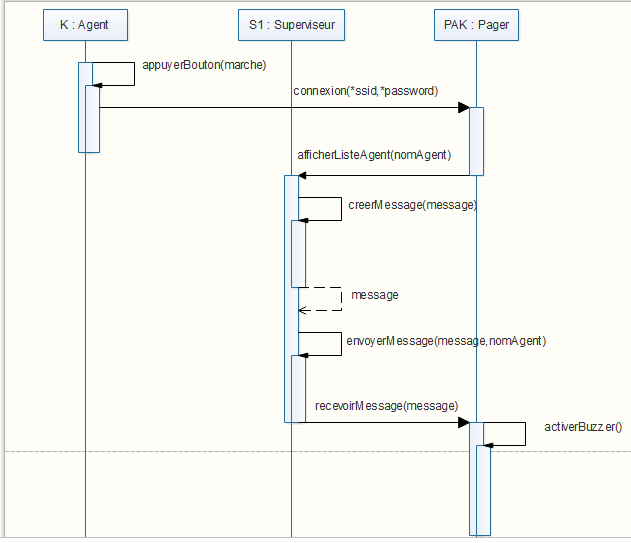 K : Agent
S1 : Superviseur
PAK : Pager
appuyerBouton(marche)
connexion(*ssid,*password)
afficherListeAgent(nomAgent)
creerMessage(message)
message
envoyerMessage(message,nomAgent)
recevoirMessage(message)
activerBuzzer()